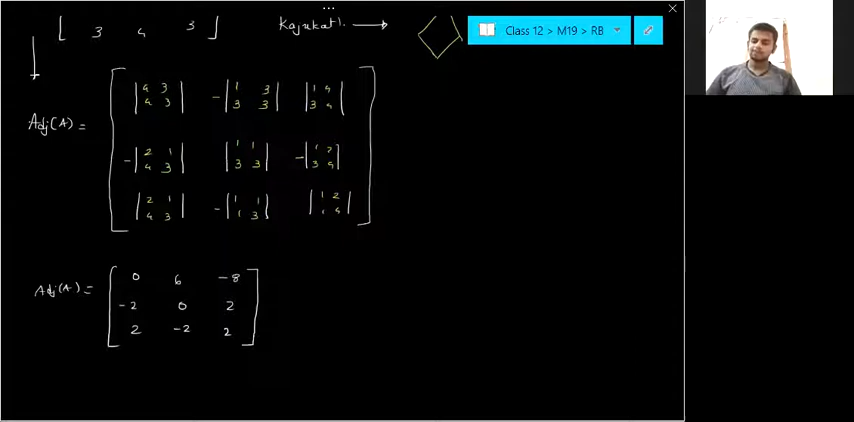 3 4 3 Kajukatli. →
Class 12 > M19 > RB
Adj(A) =
|4 3| -|1 3| |1 4|
|4 3| |3 3| |3 4|
-|2 1| |1 1| -|1 2|
|4 3| |3 3| |3 4|
|2 1| -|1 1| |1 2|
|4 3| |1 3| |1 4|
0 6 -8
Adj(A) = -2 0 2
2 -2 2